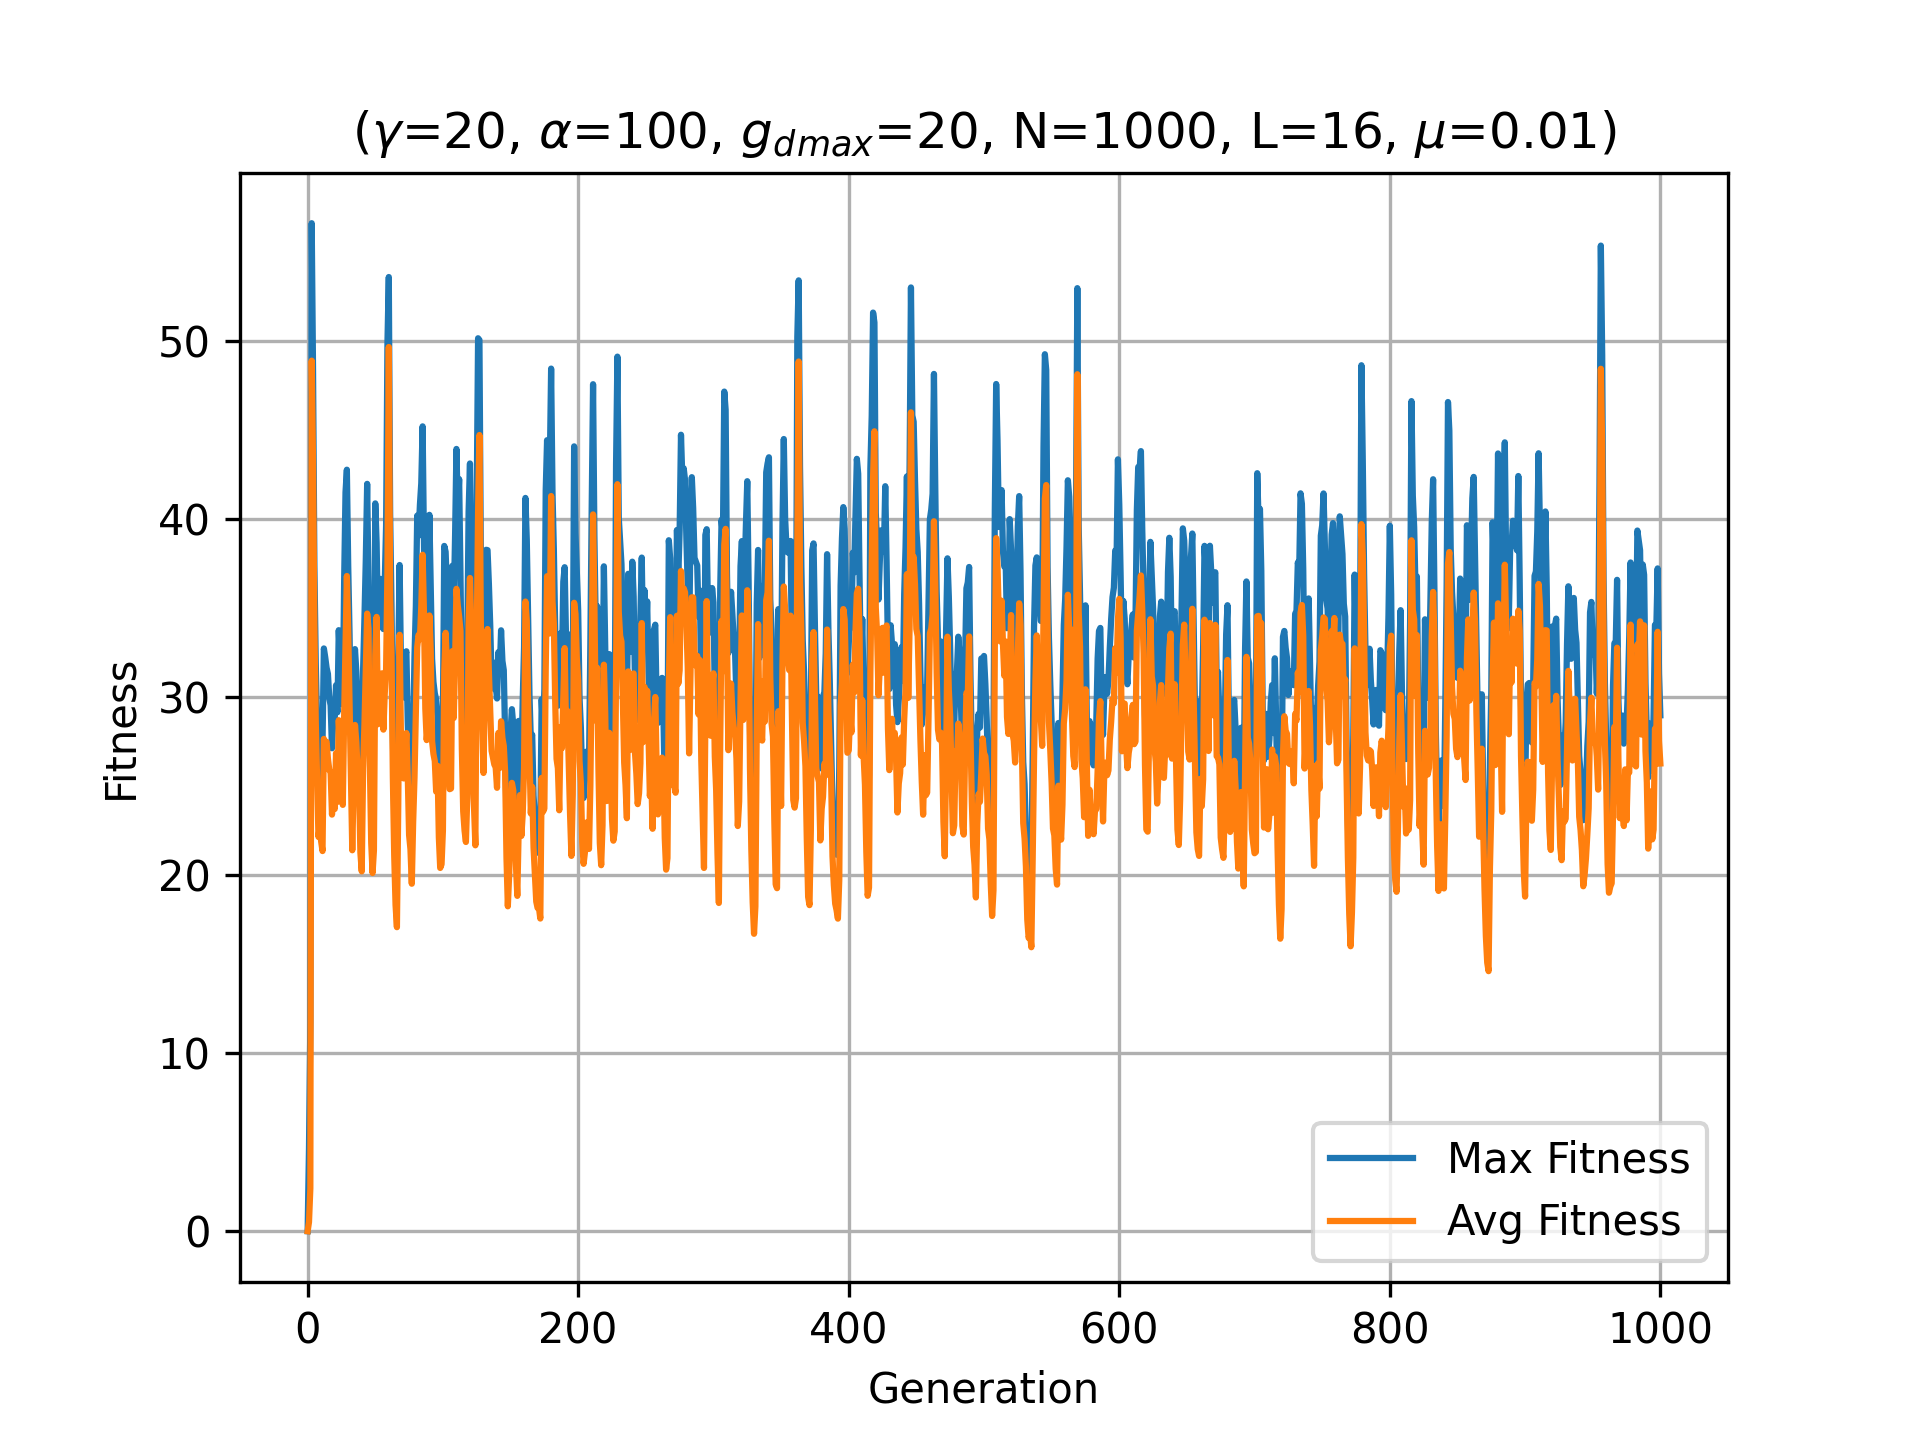 (γ=20, α=100, g_dmax=20, N=1000, L=16, μ=0.01)
Fitness
50
40
30
20
10
0
Max Fitness
Avg Fitness
0 200 400 600 800 1000
Generation